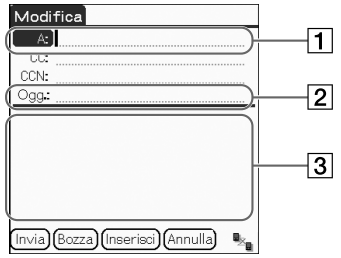 Modifica
A: 1
CC:
CCN:
Ogg.: 2
3
Invia Bozza Inserisci Annulla